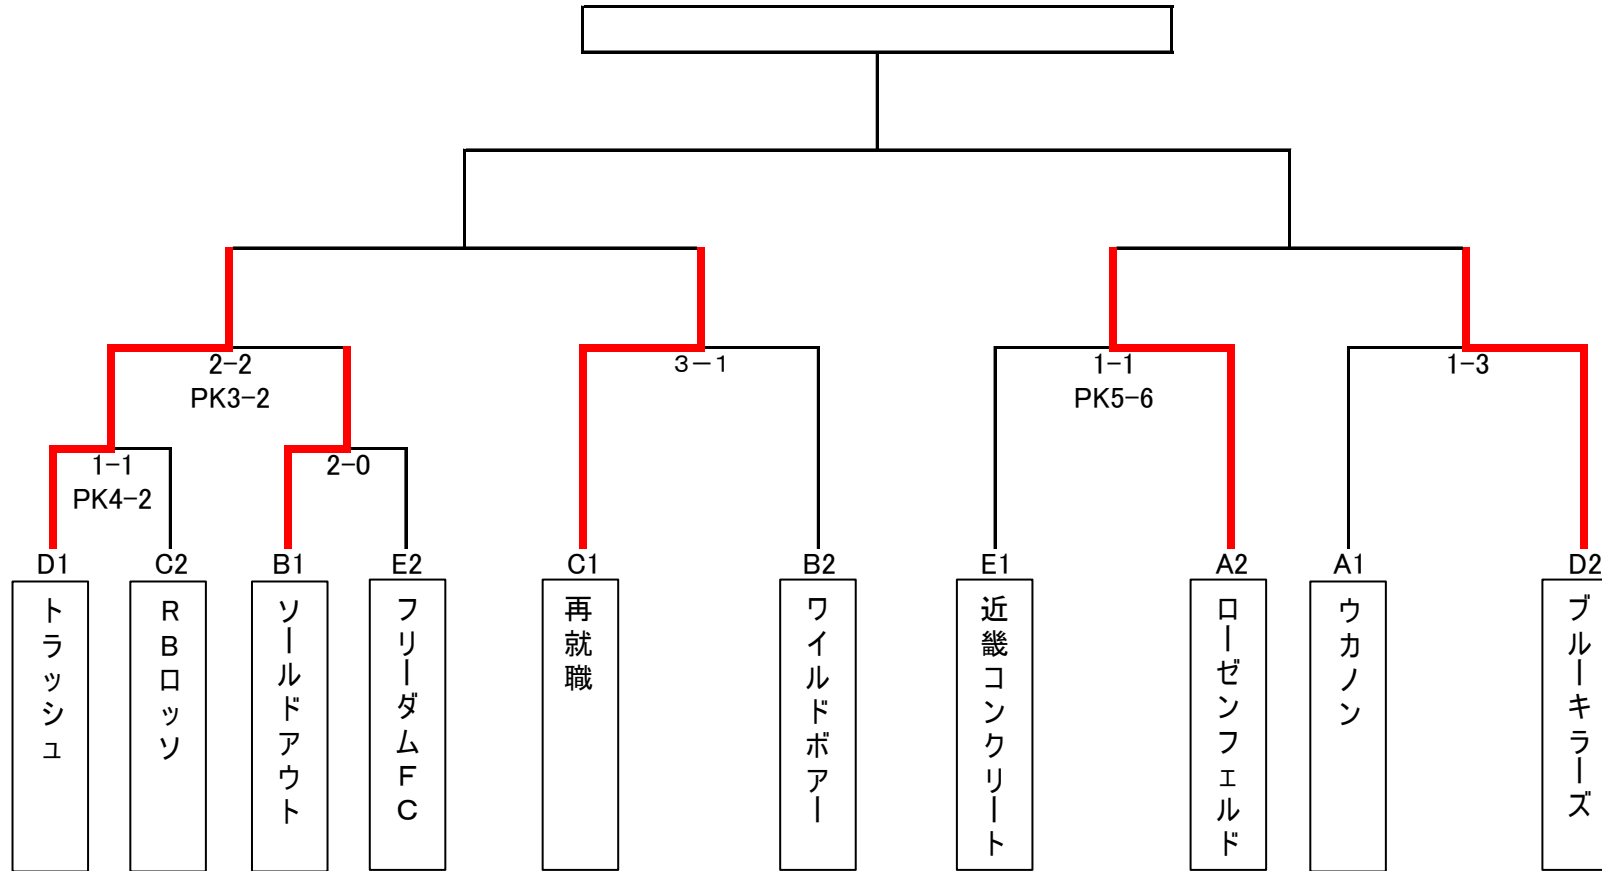 2-2
3－1
1-1
1-3
PK3-2
PK5-6
1-1
2-0
PK4-2
D1
C2
B1
E2
C1
B2
E1
A2
A1
D2
トラッシュ
RBロッソ
ソールドアウト
フリーダムFC
再就職
ワイルドボアー
近畿コンクリート
ローゼンフェルド
ウカノン
ブルーキラーズ